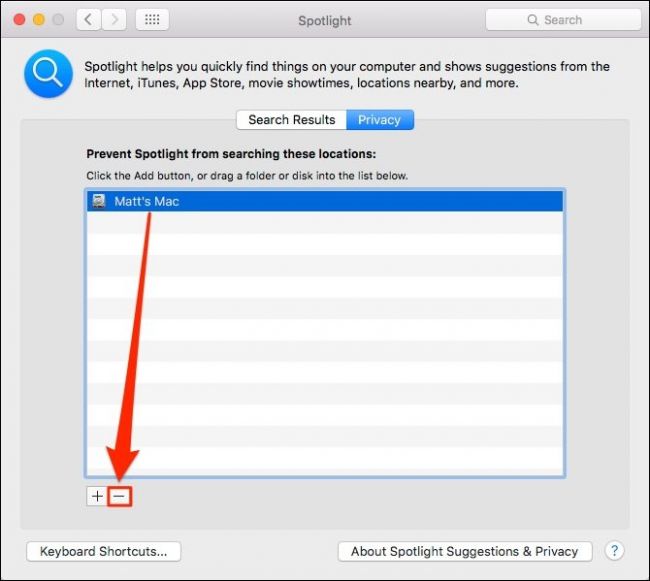 Spotlight
Search
Spotlight helps you quickly find things on your computer and shows suggestions from the
Internet, iTunes, App Store, movie showtimes, locations nearby, and more.
Search Results
Privacy
Prevent Spotlight from searching these locations:
Click the Add button, or drag a folder or disk into the list below.
Matt's Mac
+
−
Keyboard Shortcuts...
About Spotlight Suggestions & Privacy
?